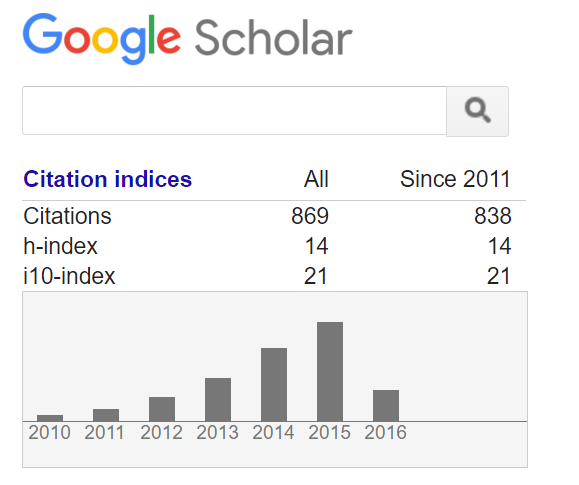 Google Scholar
Citation indices All Since 2011
Citations 869 838
h-index 14 14
i10-index 21 21
2010 2011 2012 2013 2014 2015 2016